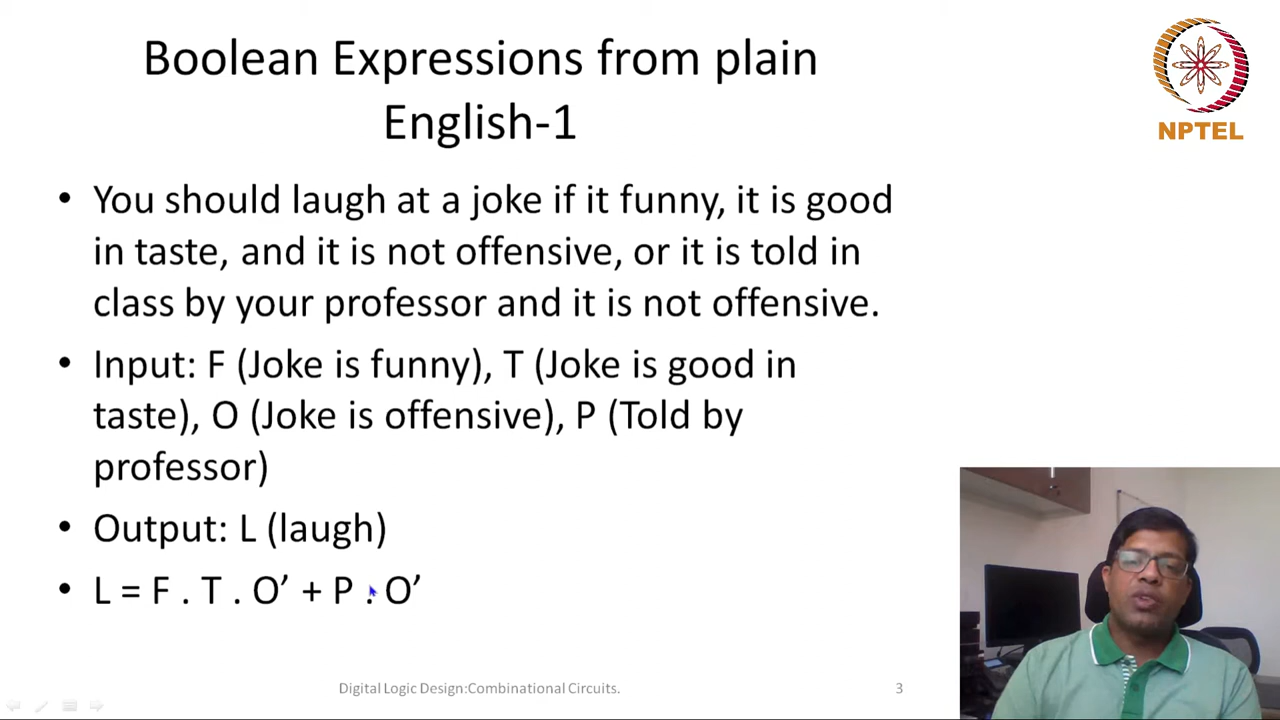 Boolean Expressions from plain
English-1
NPTEL
• You should laugh at a joke if it funny, it is good
in taste, and it is not offensive, or it is told in
class by your professor and it is not offensive.
• Input: F (Joke is funny), T (Joke is good in
taste), O (Joke is offensive), P (Told by
professor)
• Output: L (laugh)
• L = F . T . O’ + P . O’
Digital Logic Design:Combinational Circuits.
3